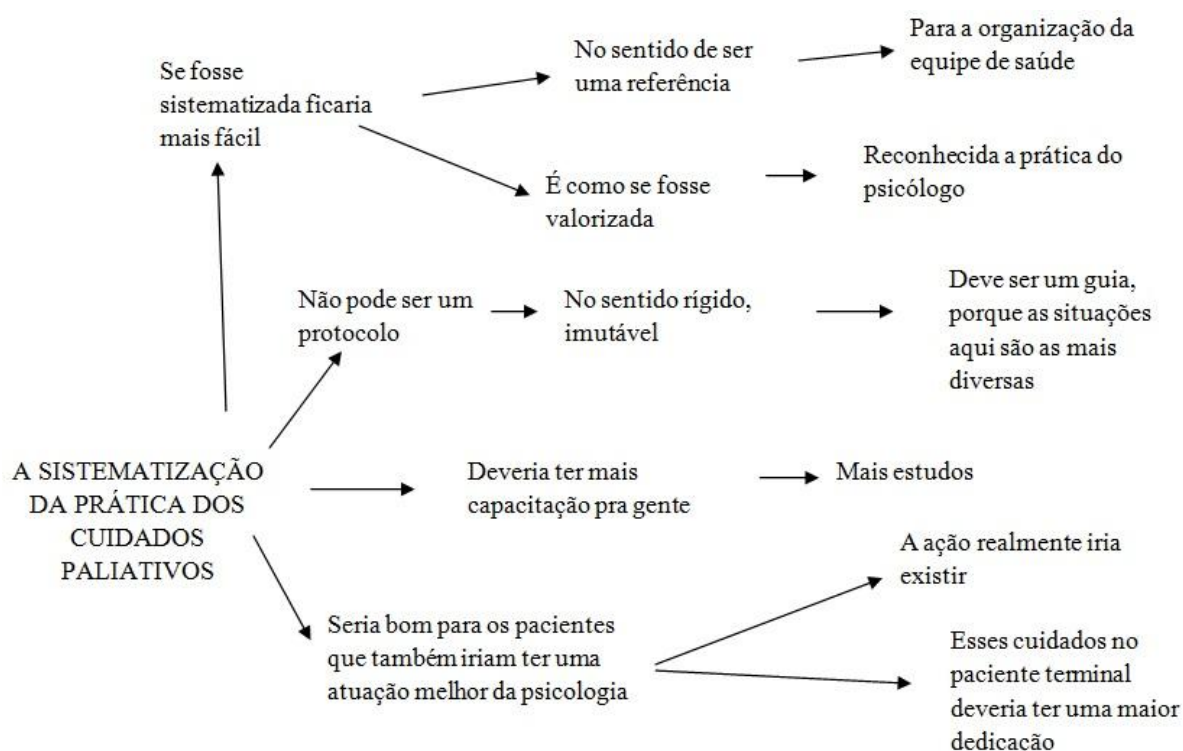 Se fosse
sistematizada ficaria
mais fácil
No sentido de ser
uma referência
Para a organização da
equipe de saúde
É como se fosse
valorizada
Reconhecida a prática do
psicólogo
Não pode ser um
protocolo
No sentido rígido,
imutável
Deve ser um guia,
porque as situações
aqui são as mais
diversas
A SISTEMATIZAÇÃO
DA PRÁTICA DOS
CUIDADOS
PALIATIVOS
Deveria ter mais
capacitação pra gente
Mais estudos
Seria bom para os pacientes
que também iriam ter uma
atuação melhor da psicologia
A ação realmente iria
existir
Esses cuidados no
paciente terminal
deveria ter uma maior
dedicação